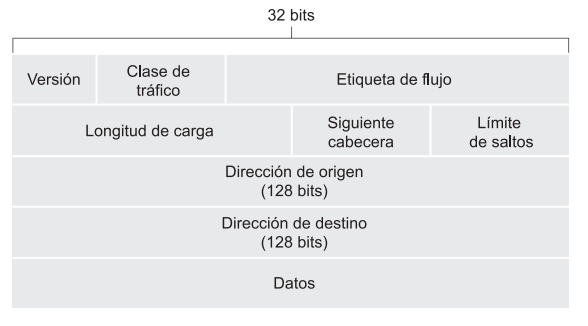 32 bits
Versión
Clase de
tráfico
Etiqueta de flujo
Longitud de carga
Siguiente
cabecera
Límite
de saltos
Dirección de origen
(128 bits)
Dirección de destino
(128 bits)
Datos